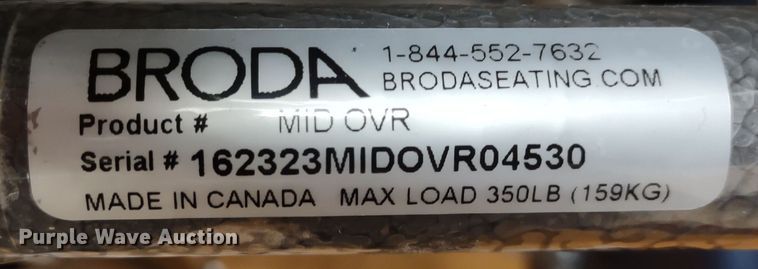 BRODA 1-844-552-7632
BRODASEATING.COM
Product # MID OVR
Serial # 162323MIDOVR04530
MADE IN CANADA MAX LOAD 350LB (159KG)
Purple Wave Auction